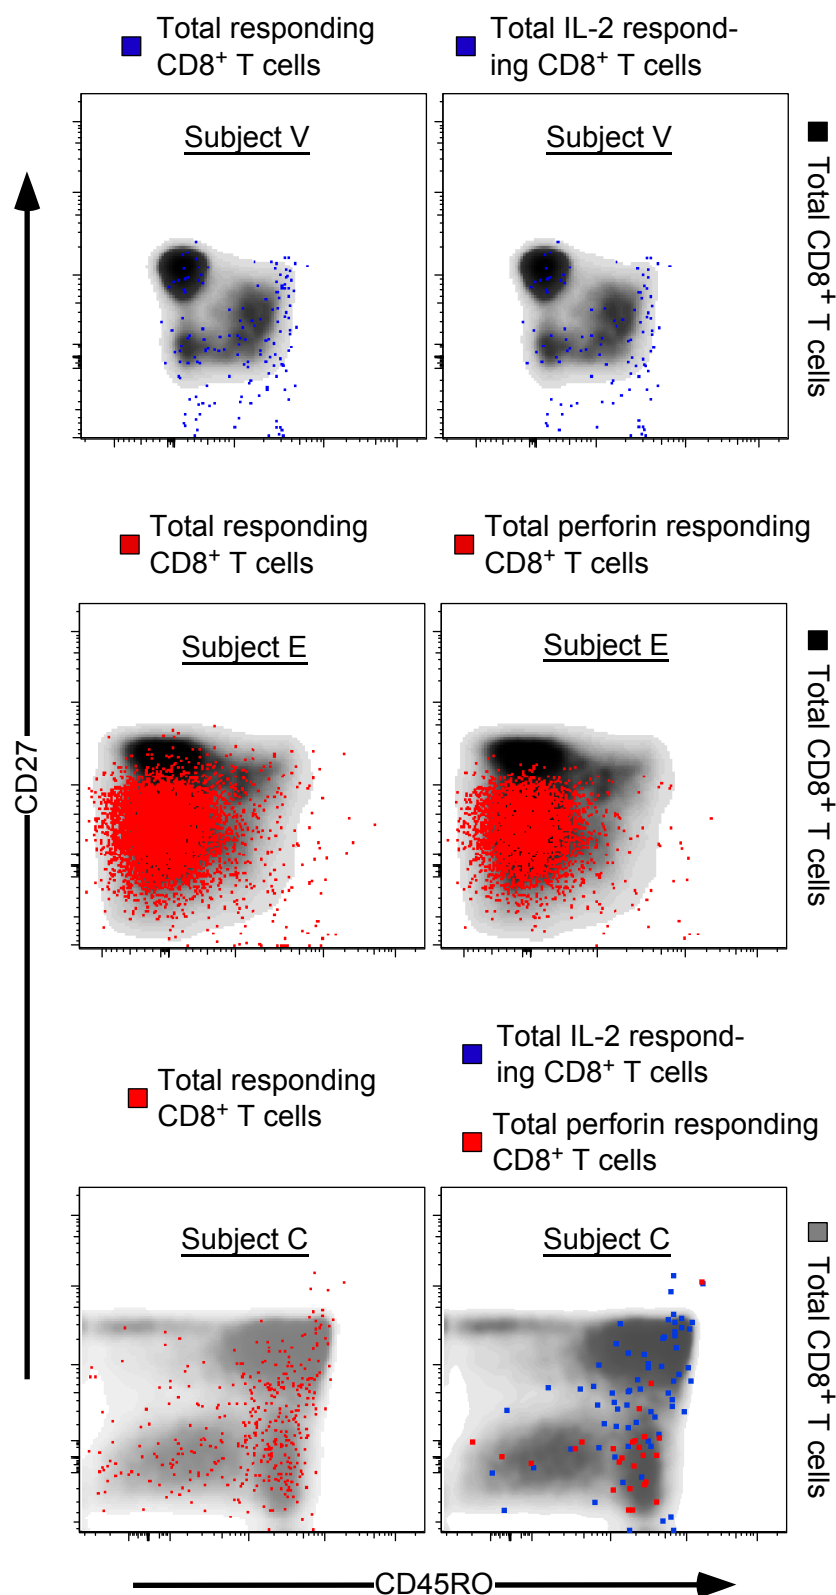 Total responding
CD8+ T cells
Total IL-2 respond-
ing CD8+ T cells
Subject V
Subject V
Total CD8+ T cells
Total responding
CD8+ T cells
Total perforin responding
CD8+ T cells
Subject E
Subject E
Total CD8+ T cells
CD27
Total responding
CD8+ T cells
Total IL-2 respond-
ing CD8+ T cells
Total perforin responding
CD8+ T cells
Subject C
Subject C
Total CD8+ T cells
CD45RO